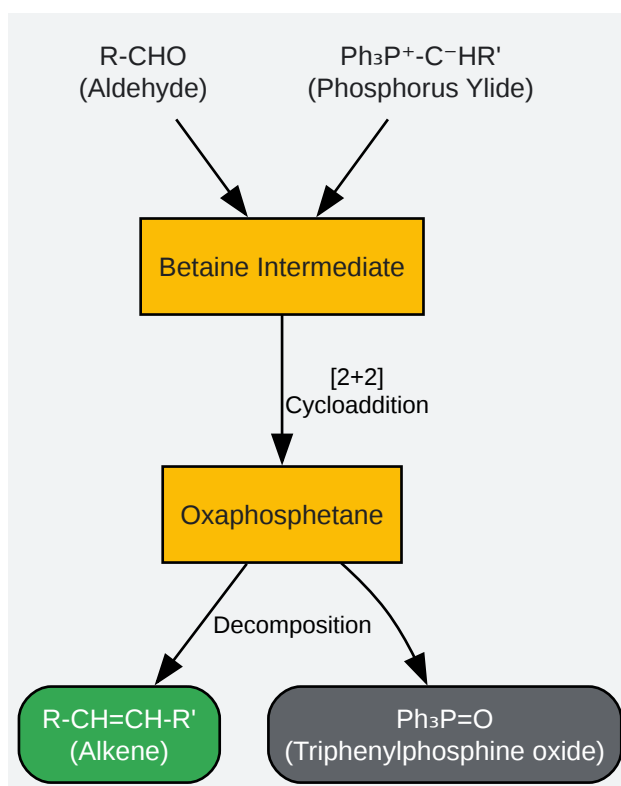 R-CHO
(Aldehyde)
Ph₃P⁺-C⁻HR'
(Phosphorus Ylide)
Betaine Intermediate
[2+2]
Cycloaddition
Oxaphosphetane
Decomposition
R-CH=CH-R'
(Alkene)
Ph₃P=O
(Triphenylphosphine oxide)